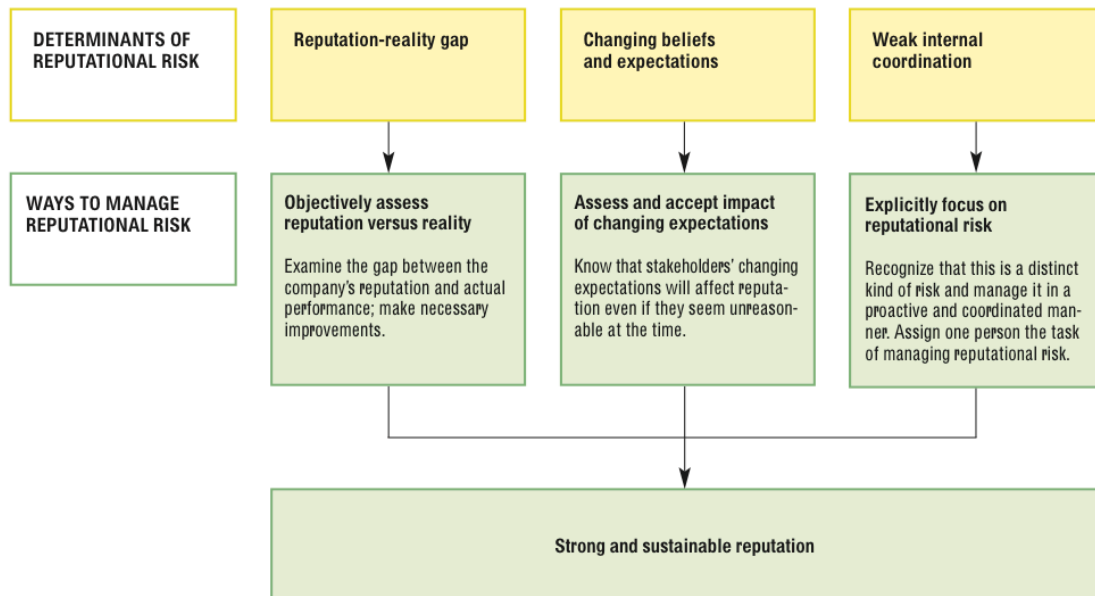 DETERMINANTS OF
REPUTATIONAL RISK
Reputation-reality gap
Changing beliefs
and expectations
Weak internal
coordination
WAYS TO MANAGE
REPUTATIONAL RISK
Objectively assess
reputation versus reality
Examine the gap between the
company's reputation and actual
performance; make necessary
improvements.
Assess and accept impact
of changing expectations
Know that stakeholders' changing
expectations will affect reputa-
tion even if they seem unreason-
able at the time.
Explicitly focus on
reputational risk
Recognize that this is a distinct
kind of risk and manage it in a
proactive and coordinated man-
ner. Assign one person the task
of managing reputational risk.
Strong and sustainable reputation